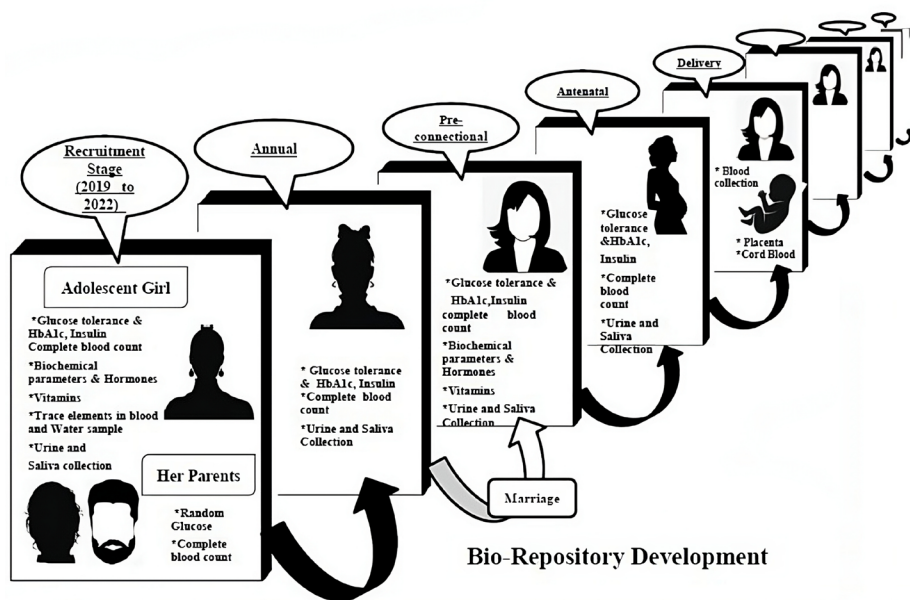 Recruitment
Stage
(2019 to
2022)
Adolescent Girl
*Glucose tolerance &
HbA1c, Insulin
Complete blood count
*Biochemical
parameters & Hormones
*Vitamins
*Trace elements in blood
and Water sample
*Urine and
Saliva collection
Her Parents
*Random
Glucose
*Complete
blood count
Annual
* Glucose tolerance
& HbA1c, Insulin
*Complete blood
count
*Urine and Saliva
Collection
Pre-
connectional
*Glucose tolerance &
HbA1c,Insulin
complete blood
count
*Biochemical
parameters &
Hormones
*Vitamins
*Urine and Saliva
Collection
Marriage
Antenatal
*Glucose
tolerance
&HbA1c,
Insulin
*Complete
blood
count
*Urine and
Saliva
Collection
Delivery
* Blood
collection
* Placenta
*Cord Blood
Bio-Repository Development